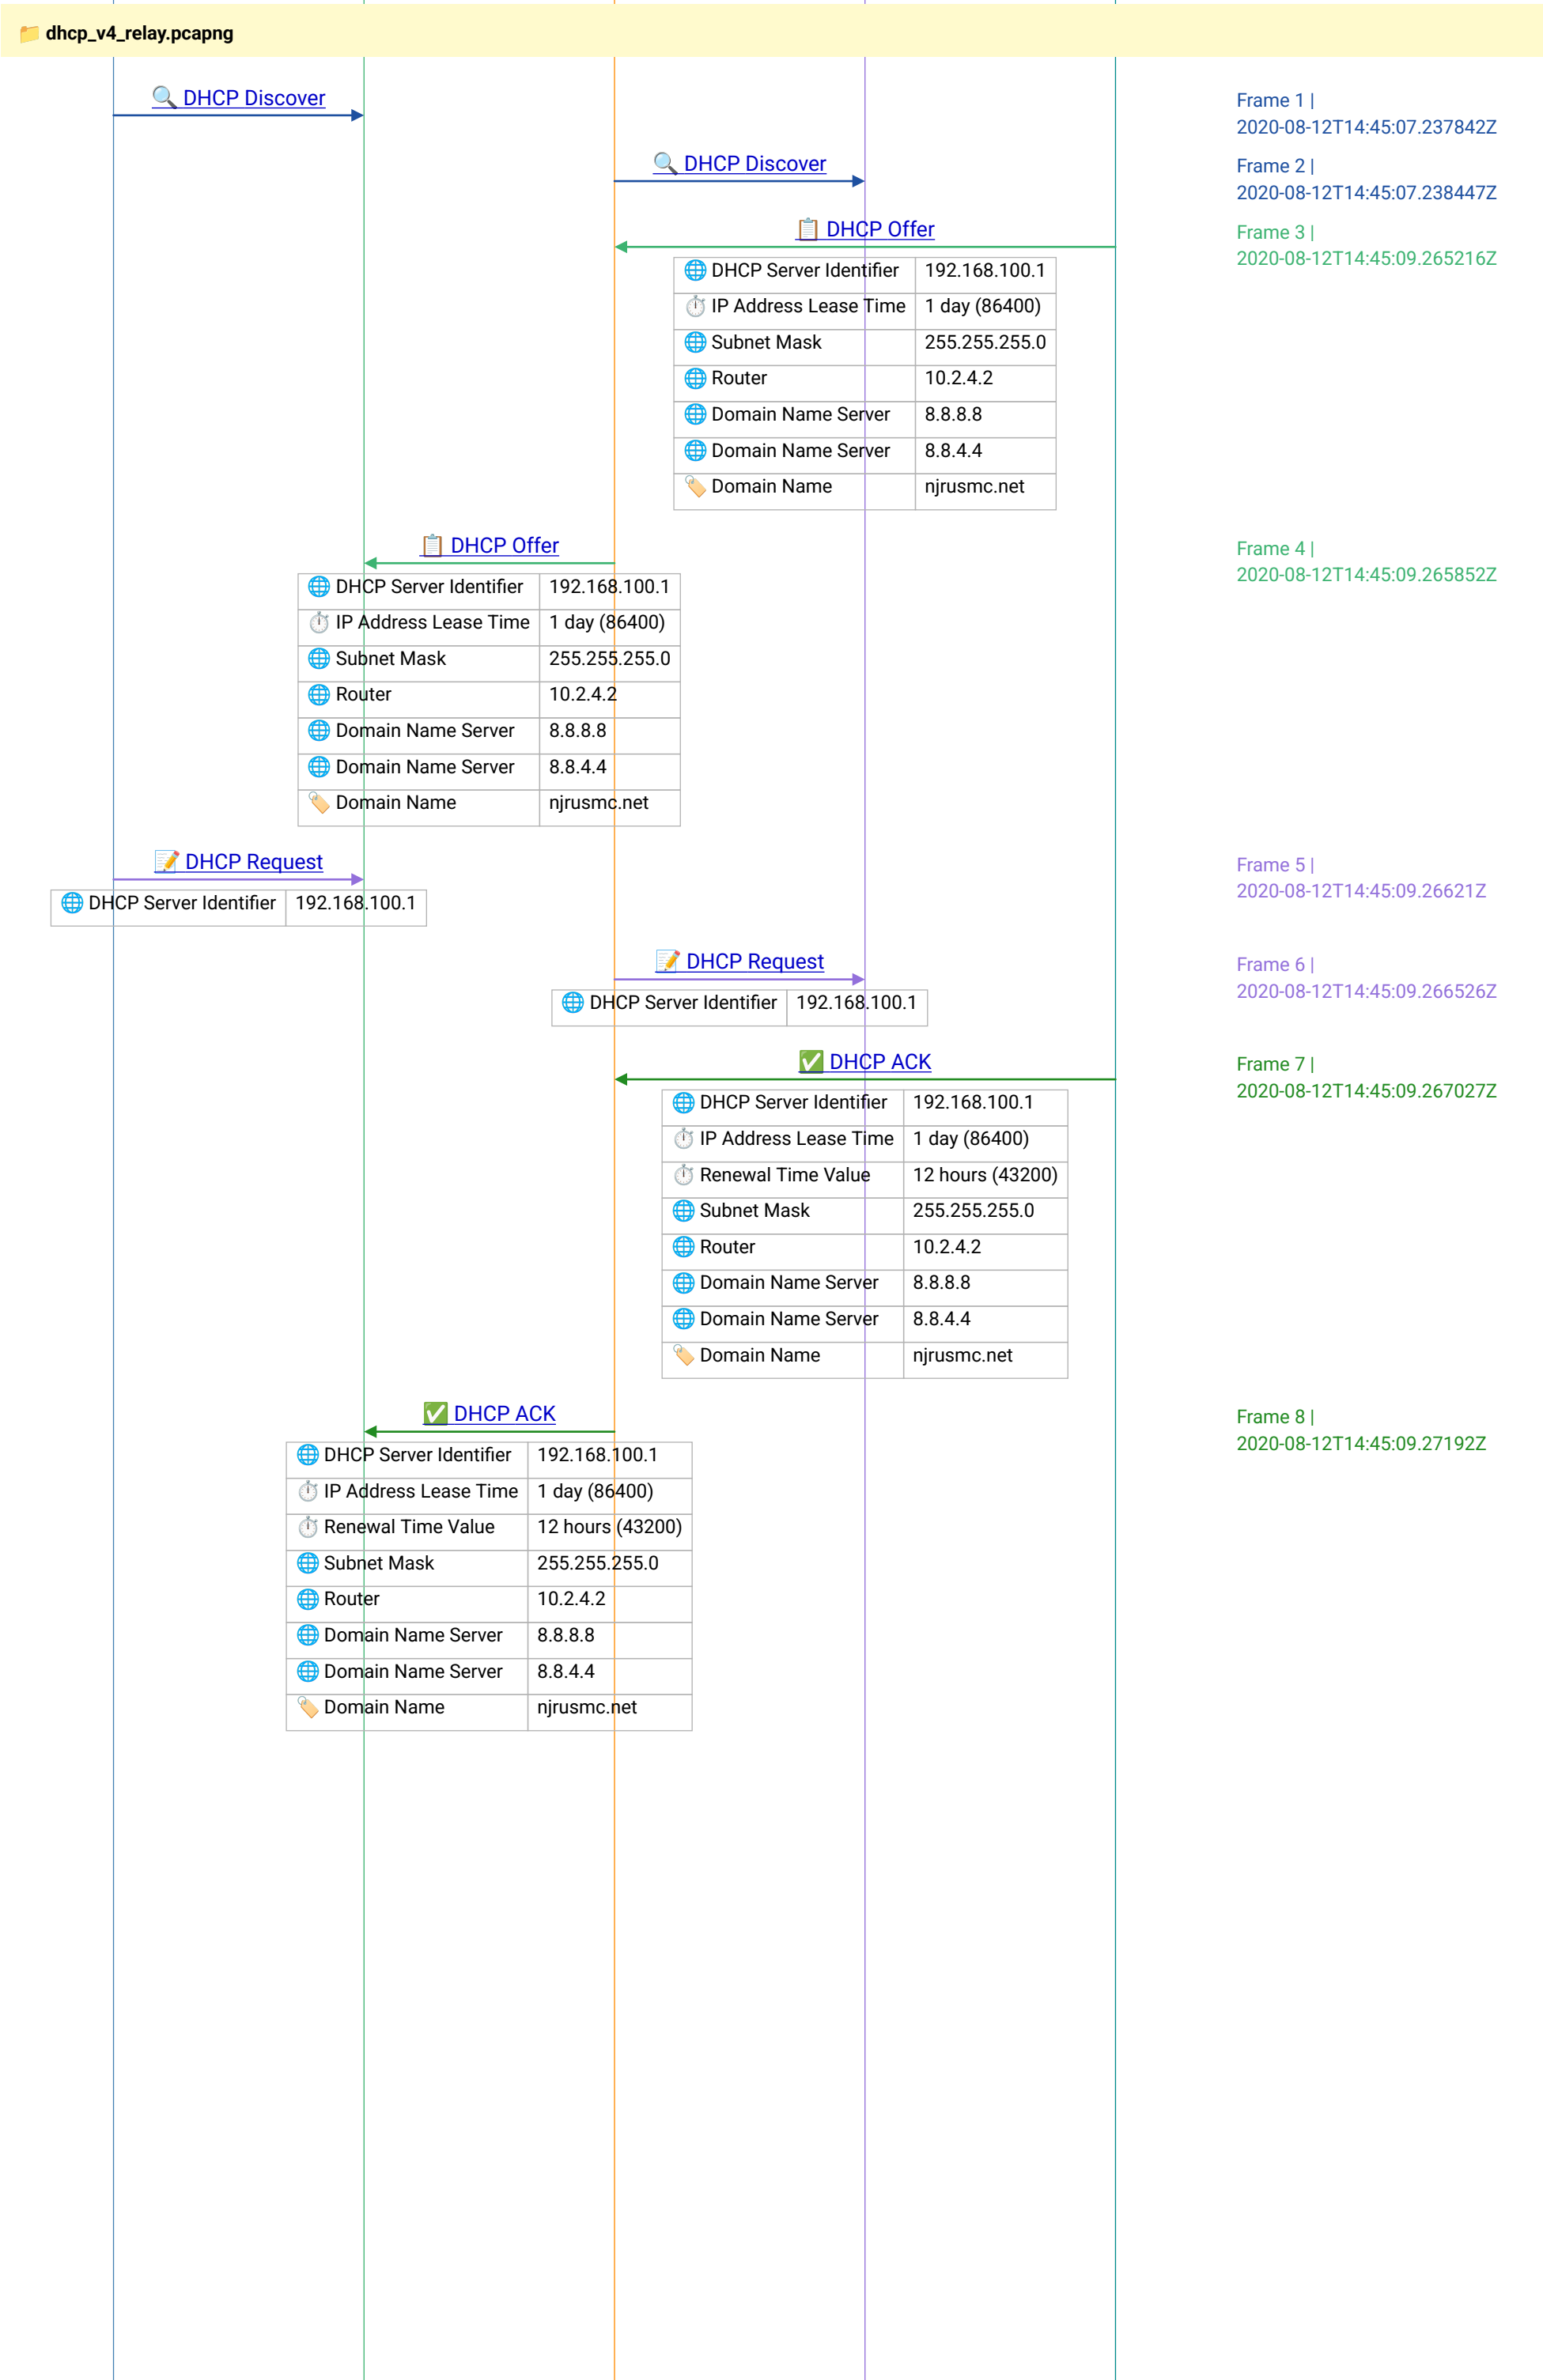 dhcp_v4_relay.pcapng
DHCP Discover
Frame 1 |
2020-08-12T14:45:07.237842Z
DHCP Discover
Frame 2 |
2020-08-12T14:45:07.238447Z
DHCP Offer
Frame 3 |
2020-08-12T14:45:09.265216Z
DHCP Server Identifier 192.168.100.1
IP Address Lease Time 1 day (86400)
Subnet Mask 255.255.255.0
Router 10.2.4.2
Domain Name Server 8.8.8.8
Domain Name Server 8.8.4.4
Domain Name njrusmc.net
DHCP Offer
Frame 4 |
2020-08-12T14:45:09.265852Z
DHCP Server Identifier 192.168.100.1
IP Address Lease Time 1 day (86400)
Subnet Mask 255.255.255.0
Router 10.2.4.2
Domain Name Server 8.8.8.8
Domain Name Server 8.8.4.4
Domain Name njrusmc.net
DHCP Request
Frame 5 |
2020-08-12T14:45:09.26621Z
DHCP Server Identifier 192.168.100.1
DHCP Request
Frame 6 |
2020-08-12T14:45:09.266526Z
DHCP Server Identifier 192.168.100.1
DHCP ACK
Frame 7 |
2020-08-12T14:45:09.267027Z
DHCP Server Identifier 192.168.100.1
IP Address Lease Time 1 day (86400)
Renewal Time Value 12 hours (43200)
Subnet Mask 255.255.255.0
Router 10.2.4.2
Domain Name Server 8.8.8.8
Domain Name Server 8.8.4.4
Domain Name njrusmc.net
DHCP ACK
Frame 8 |
2020-08-12T14:45:09.27192Z
DHCP Server Identifier 192.168.100.1
IP Address Lease Time 1 day (86400)
Renewal Time Value 12 hours (43200)
Subnet Mask 255.255.255.0
Router 10.2.4.2
Domain Name Server 8.8.8.8
Domain Name Server 8.8.4.4
Domain Name njrusmc.net